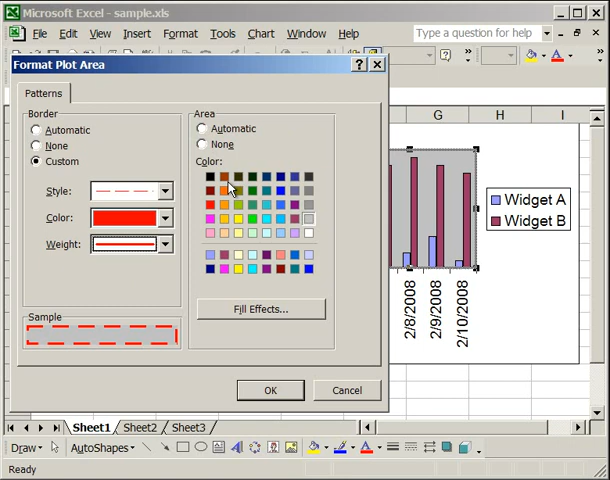 Microsoft Excel - sample.xls
File Edit View Insert Format Tools Chart Window Help
Type a question for help
Format Plot Area
Patterns
Border
Automatic
None
Custom
Style:
Color:
Weight:
Sample
Area
Automatic
None
Color:
Fill Effects...
OK
Cancel
G H I
Widget A
Widget B
2/8/2008
2/9/2008
2/10/2008
Sheet1 Sheet2 Sheet3
Draw AutoShapes
Ready